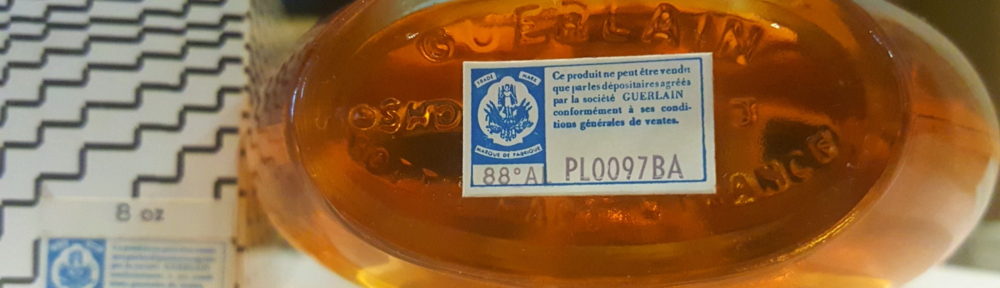 GUERLAIN
TRADE MARK
Ce produit ne peut être vendu
que par les dépositaires agréés
par la société GUERLAIN
conformément à ses condi-
tions générales de ventes.
MARQUE DE FABRIQUE
88°A PL0097BA
8 oz